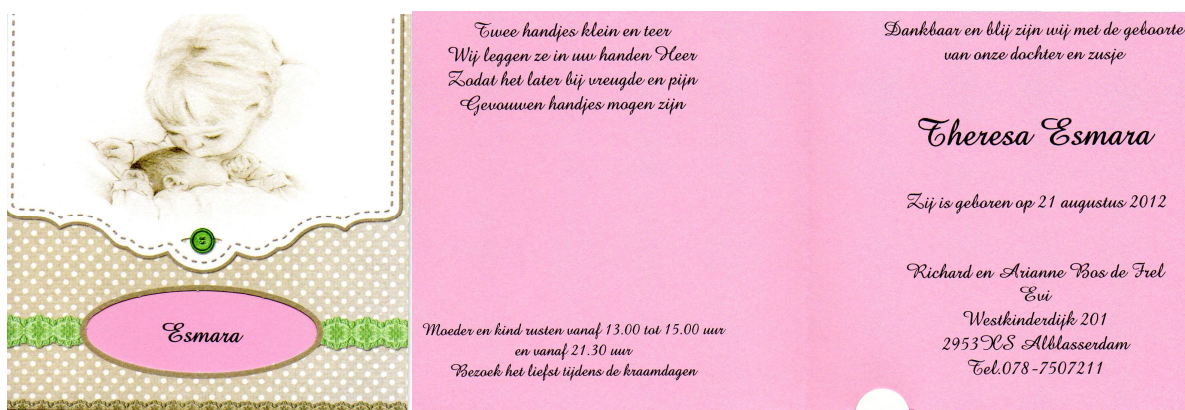 Esmara
Twee handjes klein en teer
Wij leggen ze in uw handen Heer
Zodat het later bij vreugde en pijn
Gevouwen handjes mogen zijn
Moeder en kind rusten vanaf 13.00 tot 15.00 uur
en vanaf 21.30 uur
Bezoek het liefst tijdens de kraamdagen
Dankbaar en blij zijn wij met de geboorte
van onze dochter en zusje
Theresa Esmara
Zij is geboren op 21 augustus 2012
Richard en Arianne Bos de Frel
Evi
Westkinderdijk 201
2953XS Alblasserdam
Tel.078-7507211